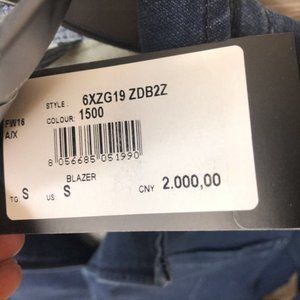 STYLE : 6XZG19 ZDB2Z
FW16 COLOUR: 1500
A/X
8 056685 051990
BLAZER
TG. S US S CNY 2.000,00